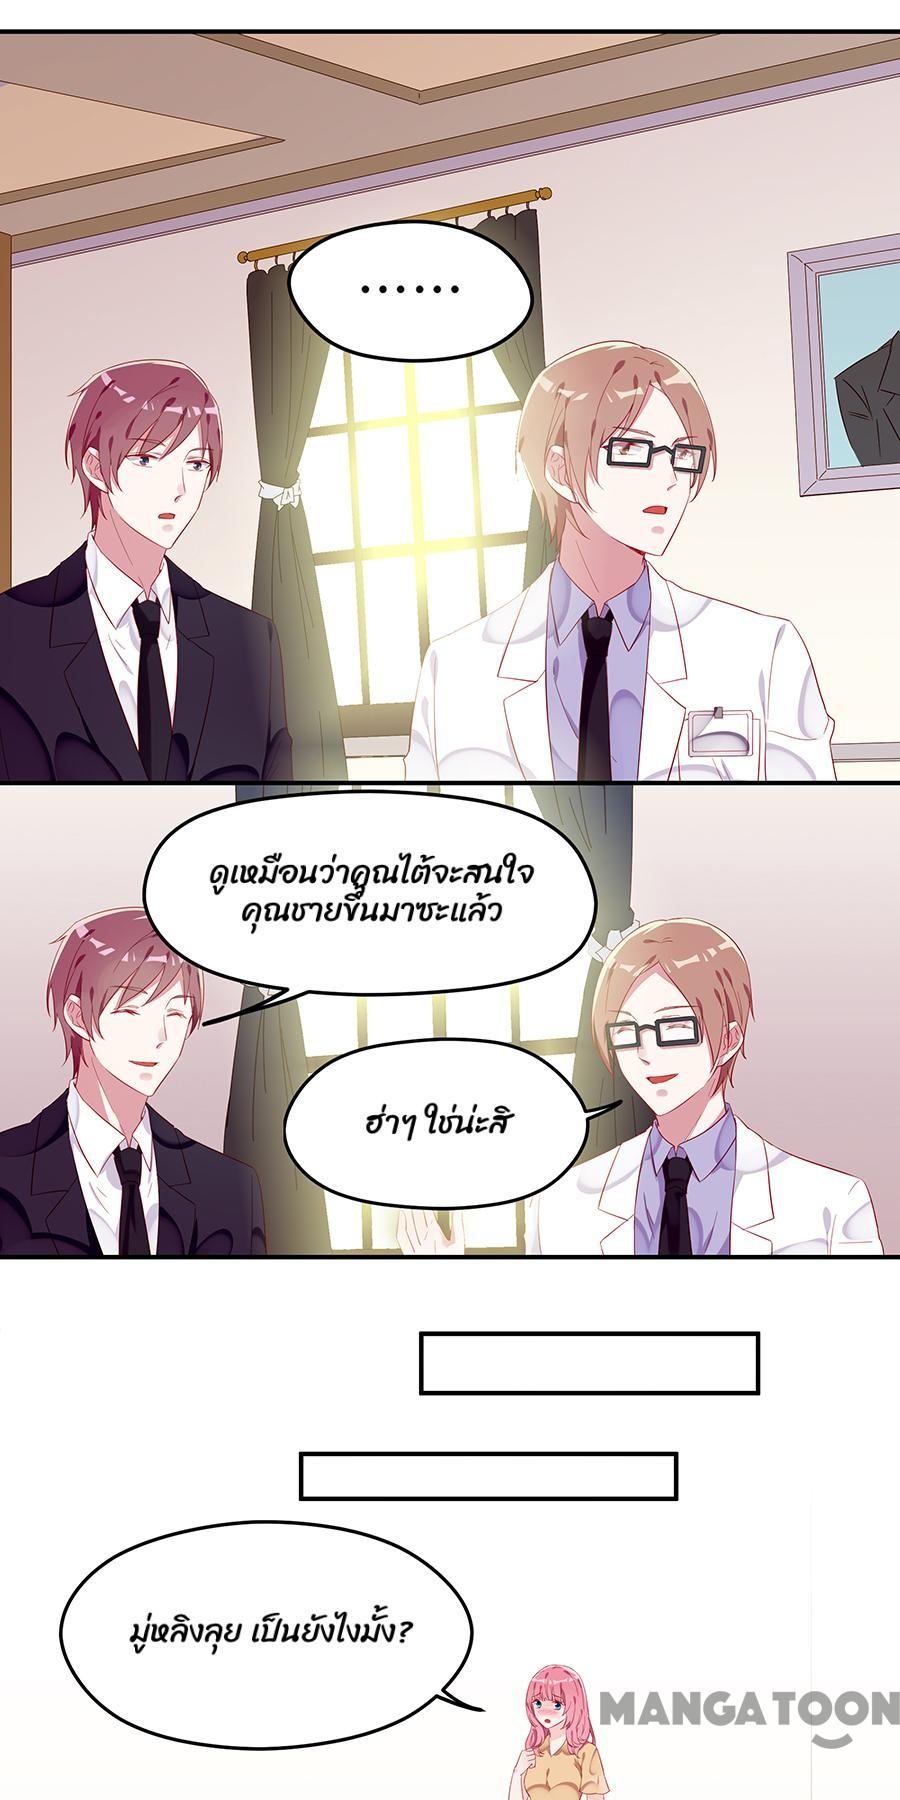 ......
ดูเหมือนว่าคุณไต้จะสนใจ
คุณชายขึ้นมาซะแล้ว
ฮ่าๆ ใช่น่ะสิ
มู่หลิงลุย เป็นยังไงมั้ง?
MANGATOON